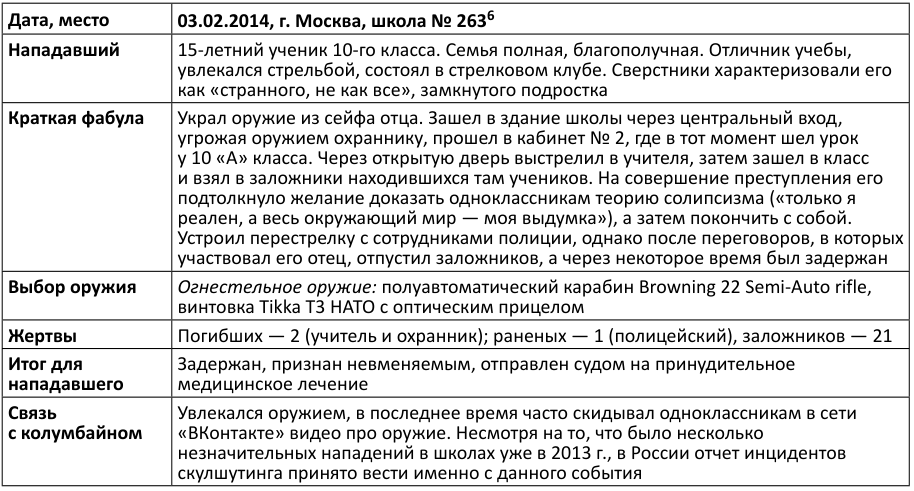 Дата, место
03.02.2014, г. Москва, школа № 263⁶
Нападавший
15-летний ученик 10-го класса. Семья полная, благополучная. Отличник учебы,
увлекался стрельбой, состоял в стрелковом клубе. Сверстники характеризовали его
как «странного, не как все», замкнутого подростка
Краткая фабула
Украл оружие из сейфа отца. Зашел в здание школы через центральный вход,
угрожая оружием охраннику, прошел в кабинет № 2, где в тот момент шел урок
у 10 «А» класса. Через открытую дверь выстрелил в учителя, затем зашел в класс
и взял в заложники находившихся там учеников. На совершение преступления его
подтолкнуло желание доказать одноклассникам теорию солипсизма («только я
реален, а весь окружающий мир — моя выдумка»), а затем покончить с собой.
Устроил перестрелку с сотрудниками полиции, однако после переговоров, в которых
участвовал его отец, отпустил заложников, а через некоторое время был задержан
Выбор оружия
Огнестельное оружие: полуавтоматический карабин Browning 22 Semi-Auto rifle,
винтовка Tikka T3 НАТО с оптическим прицелом
Жертвы
Погибших — 2 (учитель и охранник); раненых — 1 (полицейский), заложников — 21
Итог для
нападавшего
Задержан, признан невменяемым, отправлен судом на принудительное
медицинское лечение
Связь
с колумбайном
Увлекался оружием, в последнее время часто скидывал одноклассникам в сети
«ВКонтакте» видео про оружие. Несмотря на то, что было несколько
незначительных нападений в школах уже в 2013 г., в России отчет инцидентов
скулшутинга принято вести именно с данного события